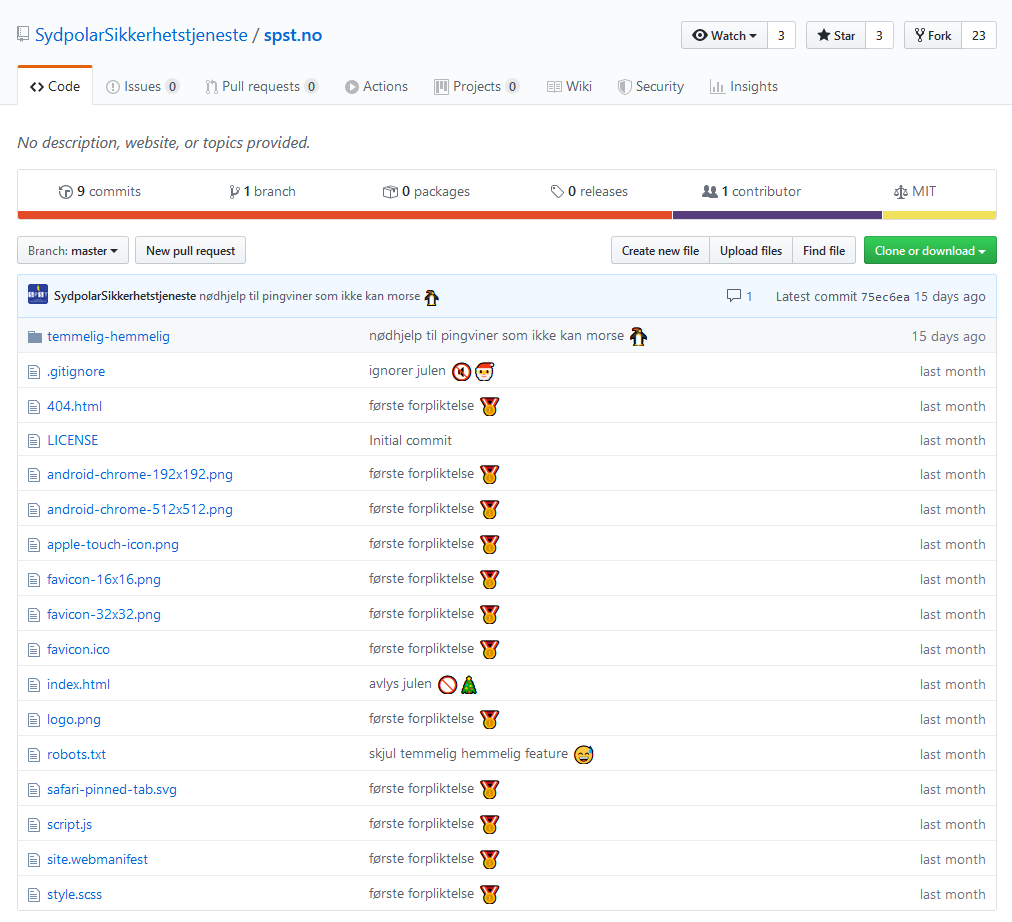 SydpolarSikkerhetstjeneste / spst.no
Watch 3 Star 3 Fork 23
Code Issues 0 Pull requests 0 Actions Projects 0 Wiki Security Insights
No description, website, or topics provided.
9 commits 1 branch 0 packages 0 releases 1 contributor MIT
Branch: master New pull request Create new file Upload files Find file Clone or download
SydpolarSikkerhetstjeneste nødhjelp til pingviner som ikke kan morse 🐧 1 Latest commit 75ec6ea 15 days ago
temmelig-hemmelig nødhjelp til pingviner som ikke kan morse 🐧 15 days ago
.gitignore ignorer julen 🔇🎅 last month
404.html første forpliktelse 🏅 last month
LICENSE Initial commit last month
android-chrome-192x192.png første forpliktelse 🏅 last month
android-chrome-512x512.png første forpliktelse 🏅 last month
apple-touch-icon.png første forpliktelse 🏅 last month
favicon-16x16.png første forpliktelse 🏅 last month
favicon-32x32.png første forpliktelse 🏅 last month
favicon.ico første forpliktelse 🏅 last month
index.html avlys julen 🚫🎄 last month
logo.png første forpliktelse 🏅 last month
robots.txt skjul temmelig hemmelig feature 😅 last month
safari-pinned-tab.svg første forpliktelse 🏅 last month
script.js første forpliktelse 🏅 last month
site.webmanifest første forpliktelse 🏅 last month
style.scss første forpliktelse 🏅 last month